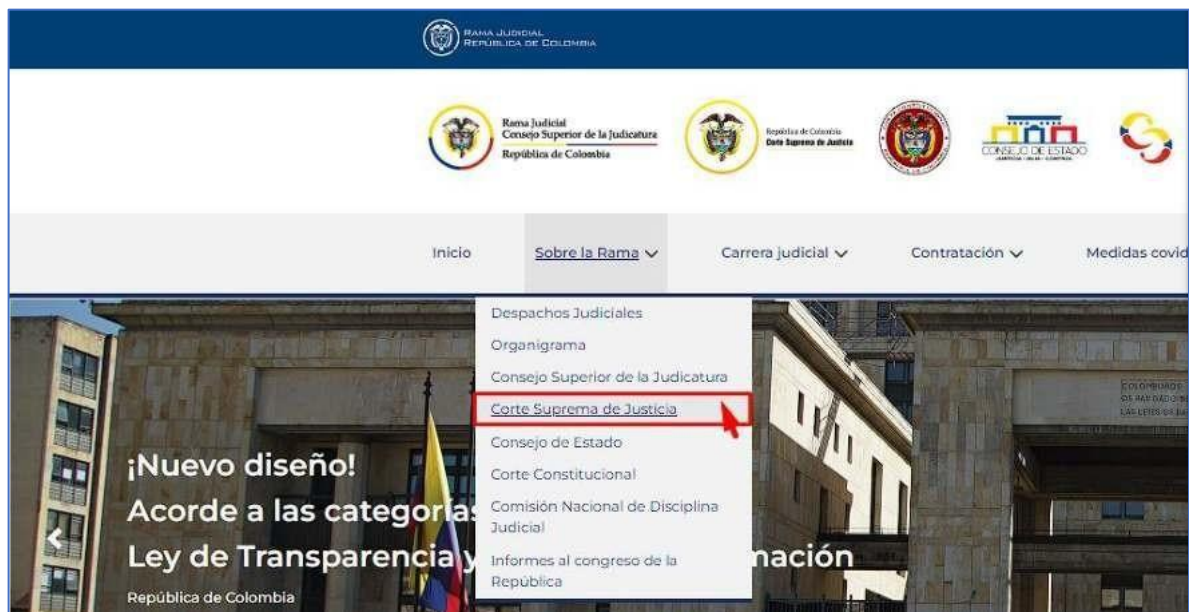 RAMA JUDICIAL
REPÚBLICA DE COLOMBIA
Rama Judicial
Consejo Superior de la Judicatura
República de Colombia
República de Colombia
Corte Suprema de Justicia
CONSEJO DE ESTADO
Inicio
Sobre la Rama
Carrera judicial
Contratación
Medidas covid
Despachos Judiciales
Organigrama
Consejo Superior de la Judicatura
Corte Suprema de Justicia
Consejo de Estado
Corte Constitucional
Comisión Nacional de Disciplina
Judicial
Informes al congreso de la
República
¡Nuevo diseño!
Acorde a las categorías
Ley de Transparencia y mación
República de Colombia
COLOMBIANOS